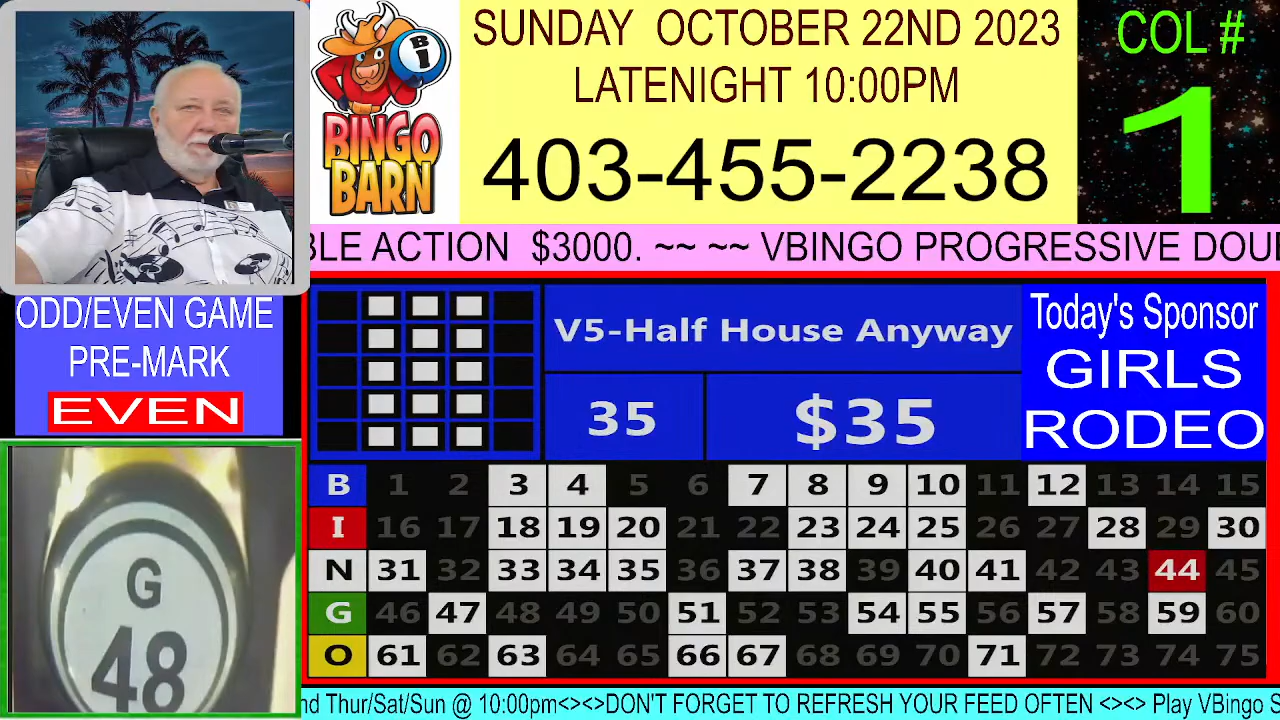 BI
BINGO
BARN
SUNDAY OCTOBER 22ND 2023
LATENIGHT 10:00PM
403-455-2238
COL #
1
BLE ACTION $3000. ~~ ~~ VBINGO PROGRESSIVE DOU
ODD/EVEN GAME
PRE-MARK
EVEN
V5-Half House Anyway
35
$35
Today's Sponsor
GIRLS
RODEO
B 1 2 3 4 5 6 7 8 9 10 11 12 13 14 15
I 16 17 18 19 20 21 22 23 24 25 26 27 28 29 30
N 31 32 33 34 35 36 37 38 39 40 41 42 43 44 45
G 46 47 48 49 50 51 52 53 54 55 56 57 58 59 60
O 61 62 63 64 65 66 67 68 69 70 71 72 73 74 75
G
48
nd Thur/Sat/Sun @ 10:00pm<><>DON'T FORGET TO REFRESH YOUR FEED OFTEN <><> Play VBingo S